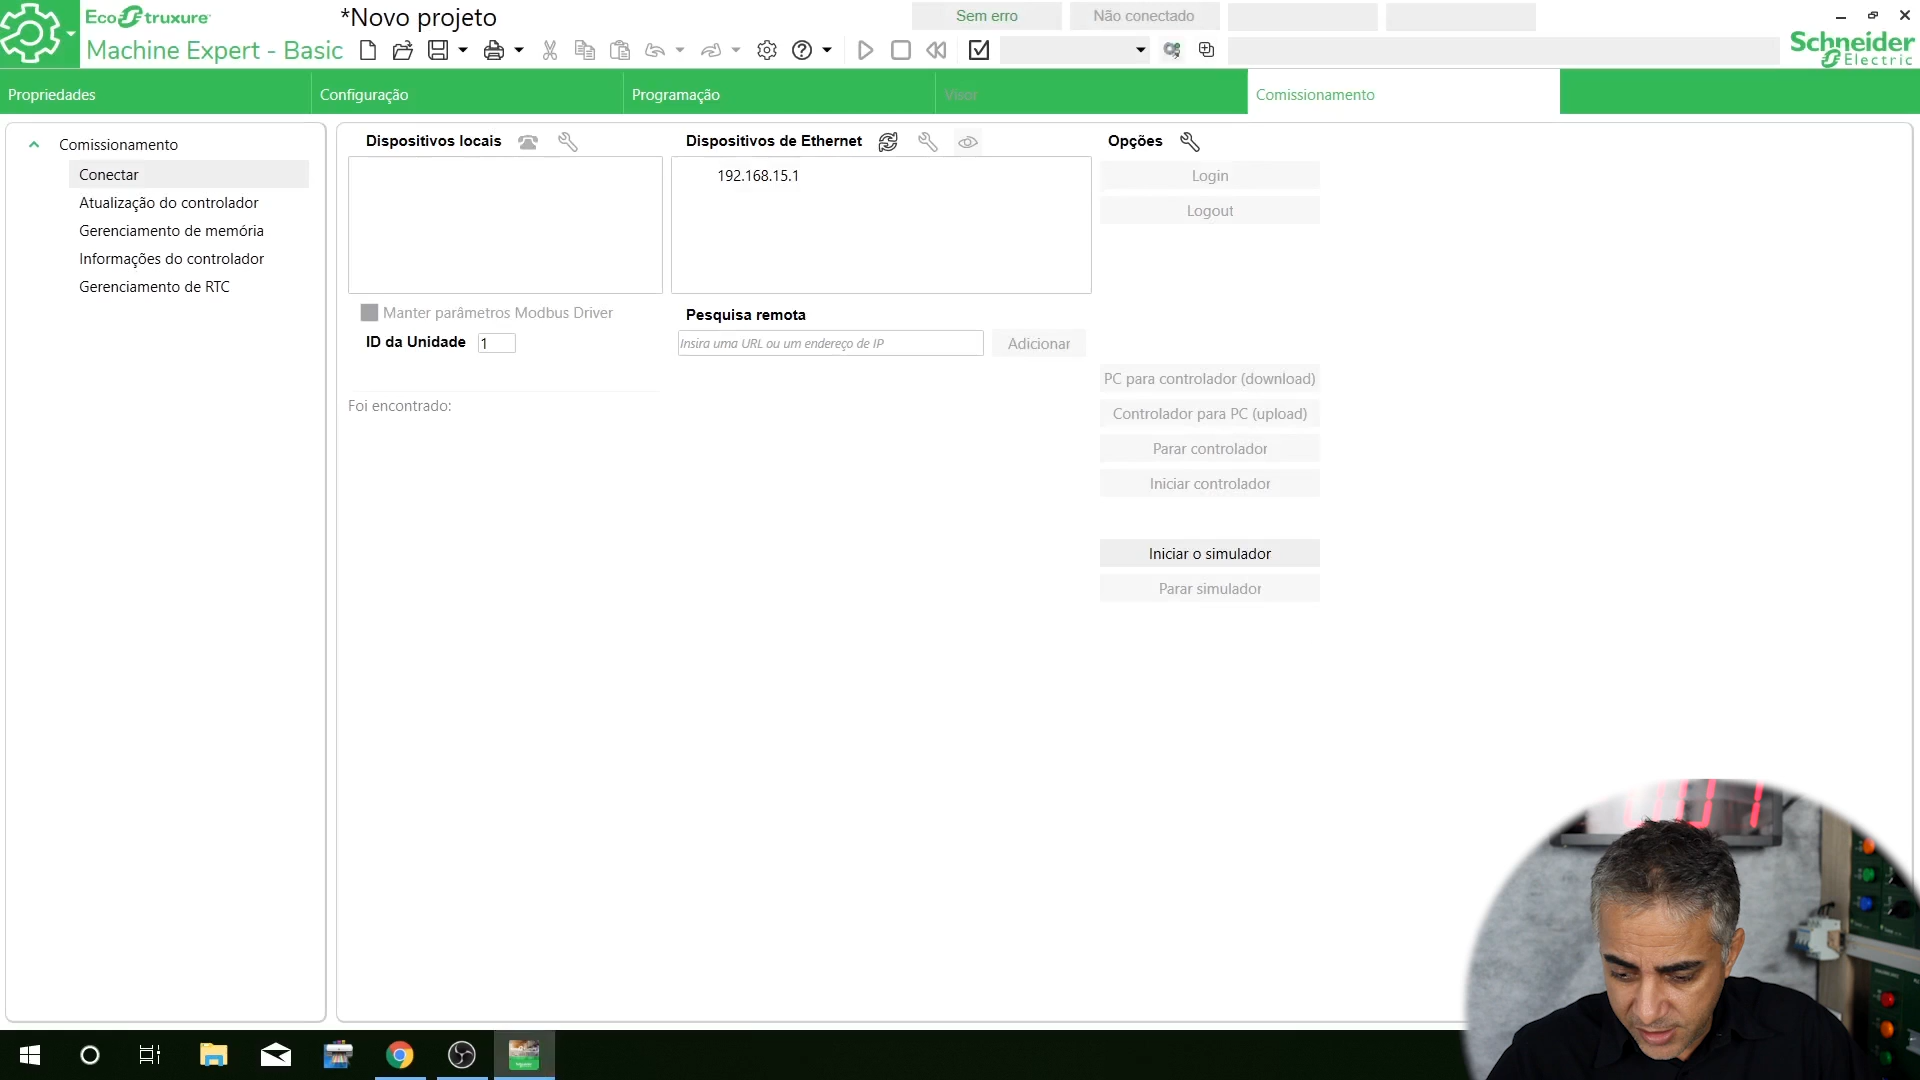 EcoStruxure
Machine Expert - Basic
*Novo projeto
Sem erro
Não conectado
Schneider
Electric
Propriedades
Configuração
Programação
Visor
Comissionamento
Comissionamento
Conectar
Atualização do controlador
Gerenciamento de memória
Informações do controlador
Gerenciamento de RTC
Dispositivos locais
Manter parâmetros Modbus Driver
ID da Unidade 1
Foi encontrado:
Dispositivos de Ethernet
192.168.15.1
Pesquisa remota
Insira uma URL ou um endereço de IP
Adicionar
Opções
Login
Logout
PC para controlador (download)
Controlador para PC (upload)
Parar controlador
Iniciar controlador
Iniciar o simulador
Parar simulador